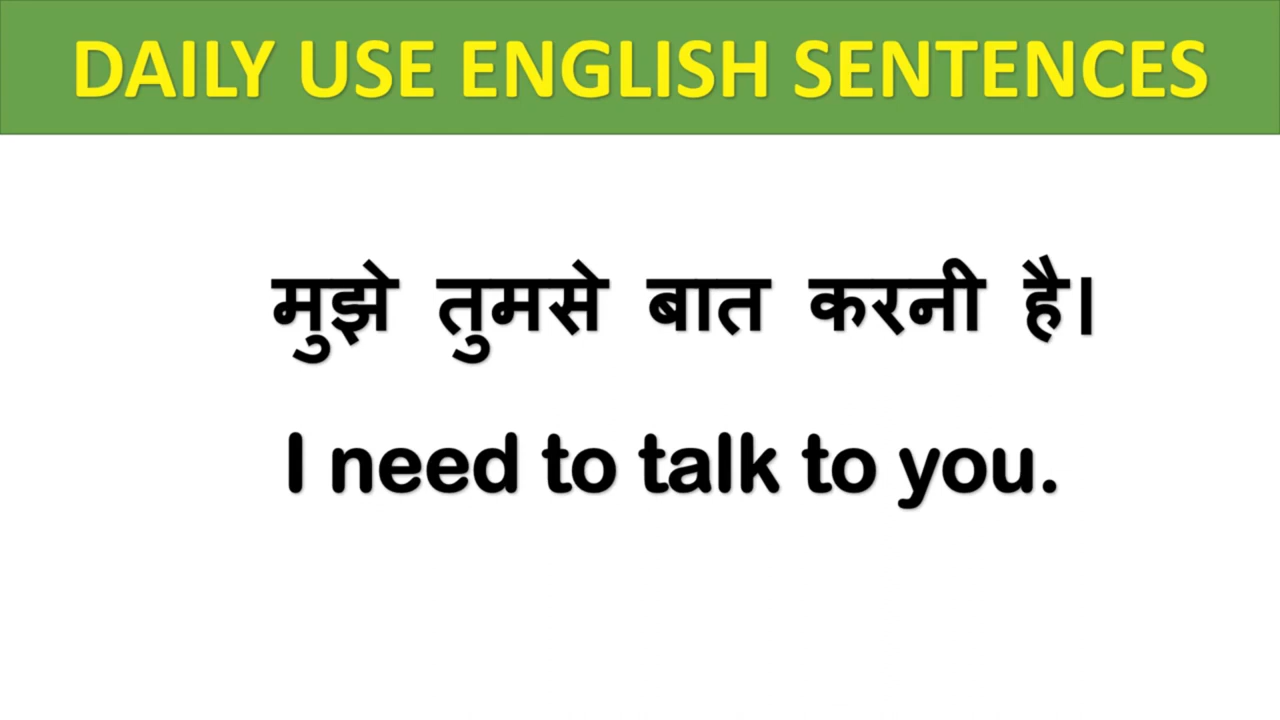 DAILY USE ENGLISH SENTENCES
मुझे तुमसे बात करनी है।
I need to talk to you.